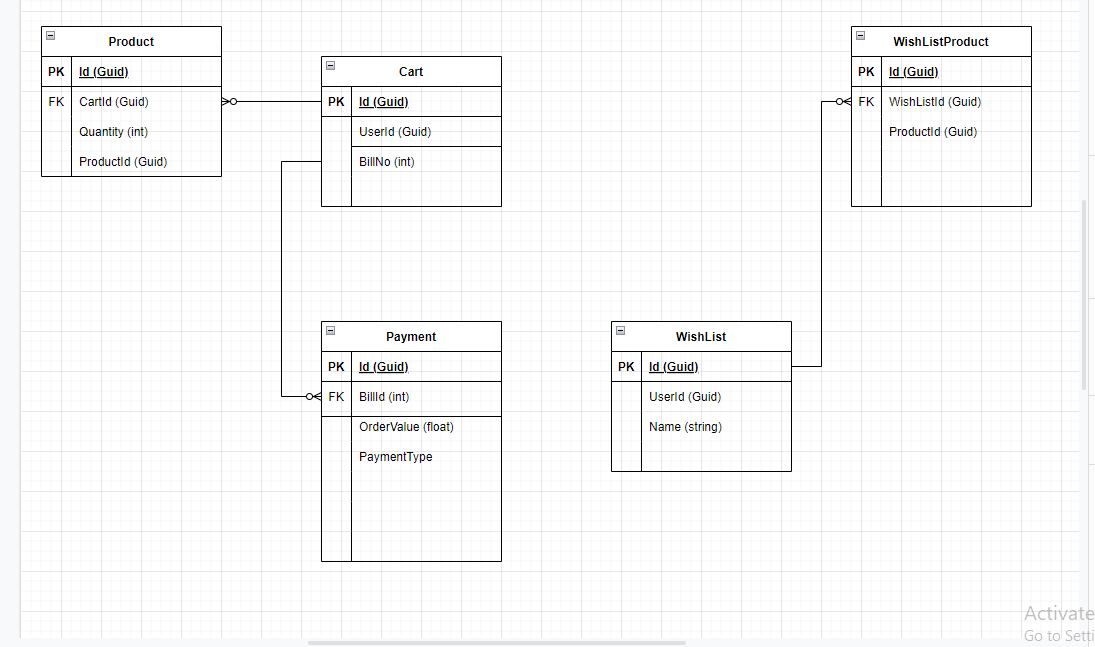 Product
PK Id (Guid)
FK CartId (Guid)
Quantity (int)
ProductId (Guid)
Cart
PK Id (Guid)
UserId (Guid)
BillNo (int)
WishListProduct
PK Id (Guid)
FK WishListId (Guid)
ProductId (Guid)
Payment
PK Id (Guid)
FK BillId (int)
OrderValue (float)
PaymentType
WishList
PK Id (Guid)
UserId (Guid)
Name (string)
Activate
Go to Setti